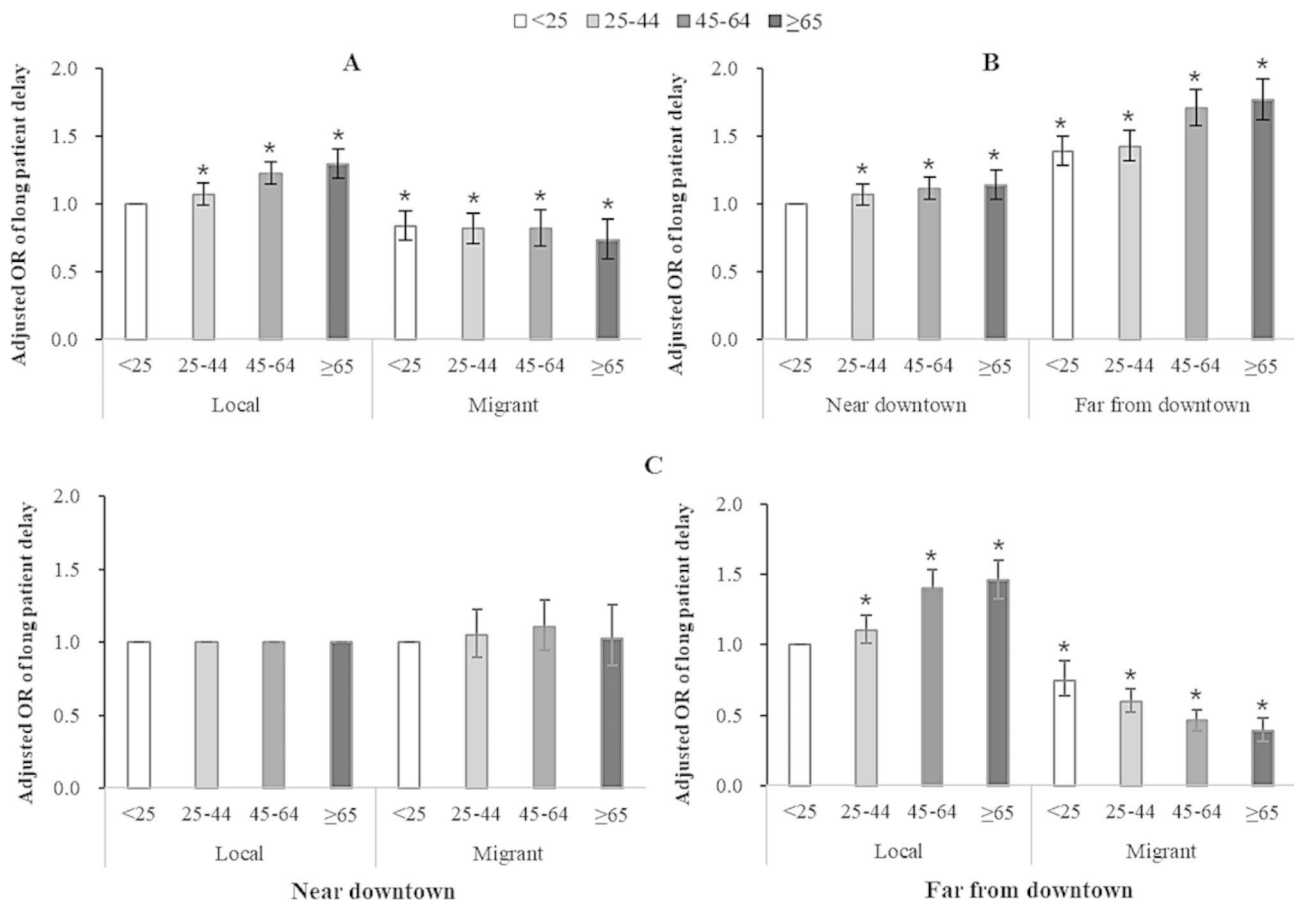 <25 25-44 45-64 ≥65
A
Adjusted OR of long patient delay
2.0
1.5
1.0
0.5
0.0
* * * * * * *
<25 25-44 45-64 ≥65 <25 25-44 45-64 ≥65
Local Migrant
B
Adjusted OR of long patient delay
2.0
1.5
1.0
0.5
0.0
* * * * * * *
<25 25-44 45-64 ≥65 <25 25-44 45-64 ≥65
Near downtown Far from downtown
C
Adjusted OR of long patient delay
2.0
1.5
1.0
0.5
0.0
<25 25-44 45-64 ≥65 <25 25-44 45-64 ≥65
Local Migrant
Near downtown
Adjusted OR of long patient delay
2.0
1.5
1.0
0.5
0.0
* * * * * * *
<25 25-44 45-64 ≥65 <25 25-44 45-64 ≥65
Local Migrant
Far from downtown